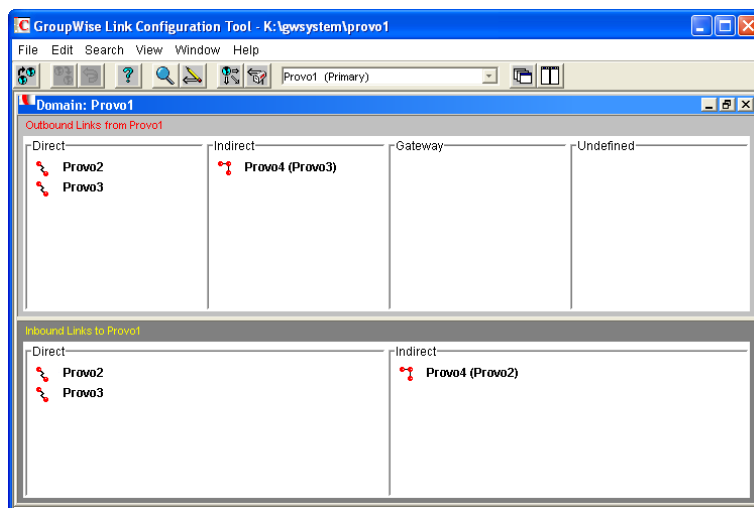 GroupWise Link Configuration Tool - K:\gwsystem\provo1
File Edit Search View Window Help
Provo1 (Primary)
Domain: Provo1
Outbound Links from Provo1
Direct Indirect Gateway Undefined
Provo2 Provo4 (Provo3)
Provo3
Inbound Links to Provo1
Direct Indirect
Provo2 Provo4 (Provo2)
Provo3